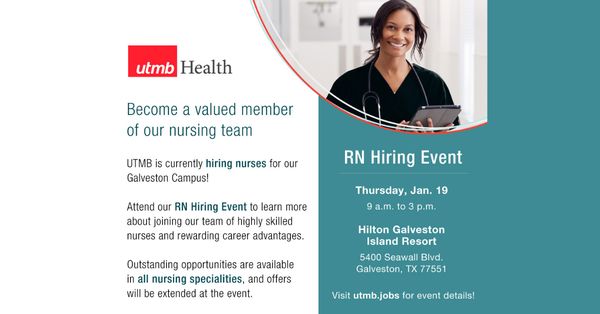 utmb Health
Become a valued member
of our nursing team
UTMB is currently hiring nurses for our
Galveston Campus!
Attend our RN Hiring Event to learn more
about joining our team of highly skilled
nurses and rewarding career advantages.
Outstanding opportunities are available
in all nursing specialities, and offers
will be extended at the event.
RN Hiring Event
Thursday, Jan. 19
9 a.m. to 3 p.m.
Hilton Galveston
Island Resort
5400 Seawall Blvd.
Galveston, TX 77551
Visit utmb.jobs for event details!